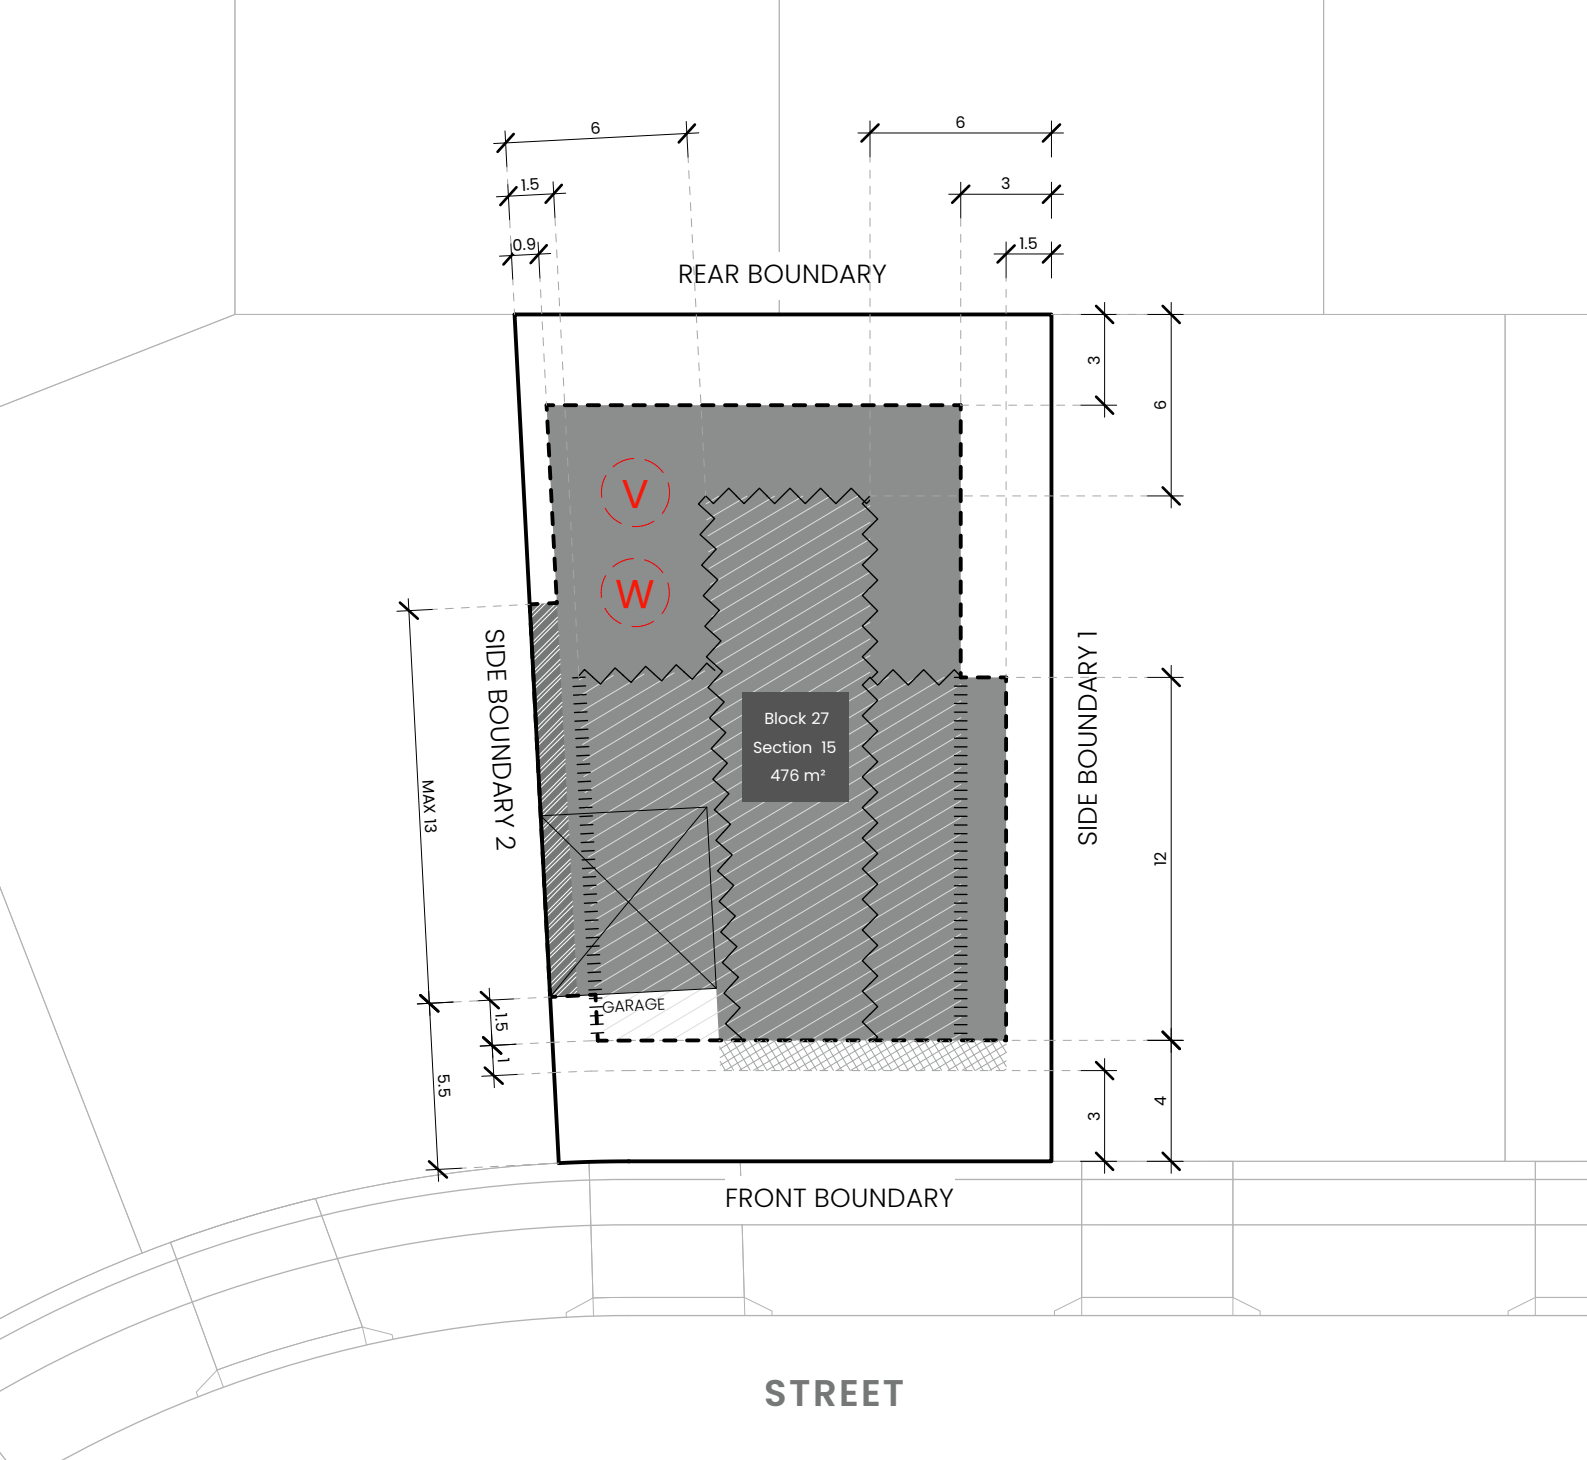 6
6
1.5
3
0.9
1.5
REAR BOUNDARY
3
6
V
W
SIDE BOUNDARY 2
SIDE BOUNDARY 1
Block 27
Section 15
476 m²
MAX 13
12
GARAGE
1.5
1
5.5
3
4
FRONT BOUNDARY
STREET